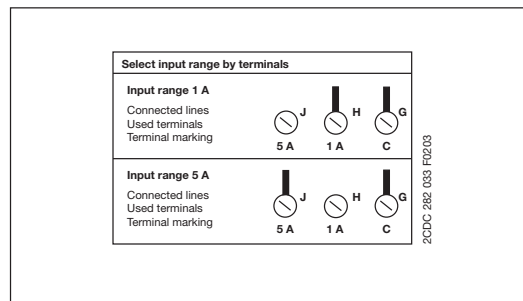 Select input range by terminals
Input range 1 A
Connected lines
Used terminals
Terminal marking
J H G
5 A 1 A C
Input range 5 A
Connected lines
Used terminals
Terminal marking
J H G
5 A 1 A C
2CDC 282 033 F0203